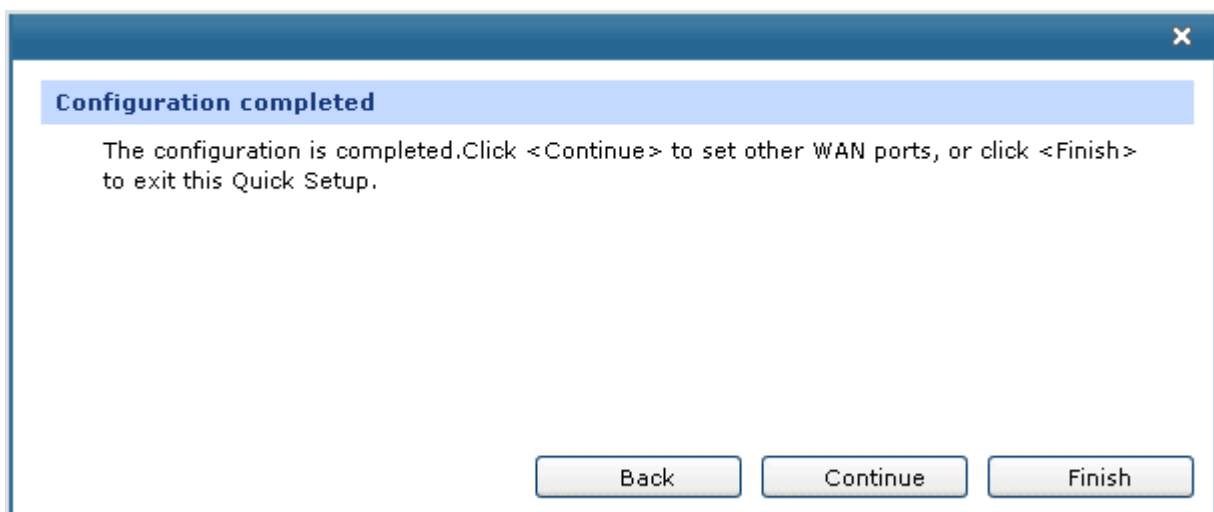 Configuration completed
The configuration is completed.Click <Continue> to set other WAN ports, or click <Finish>
to exit this Quick Setup.
Back Continue Finish